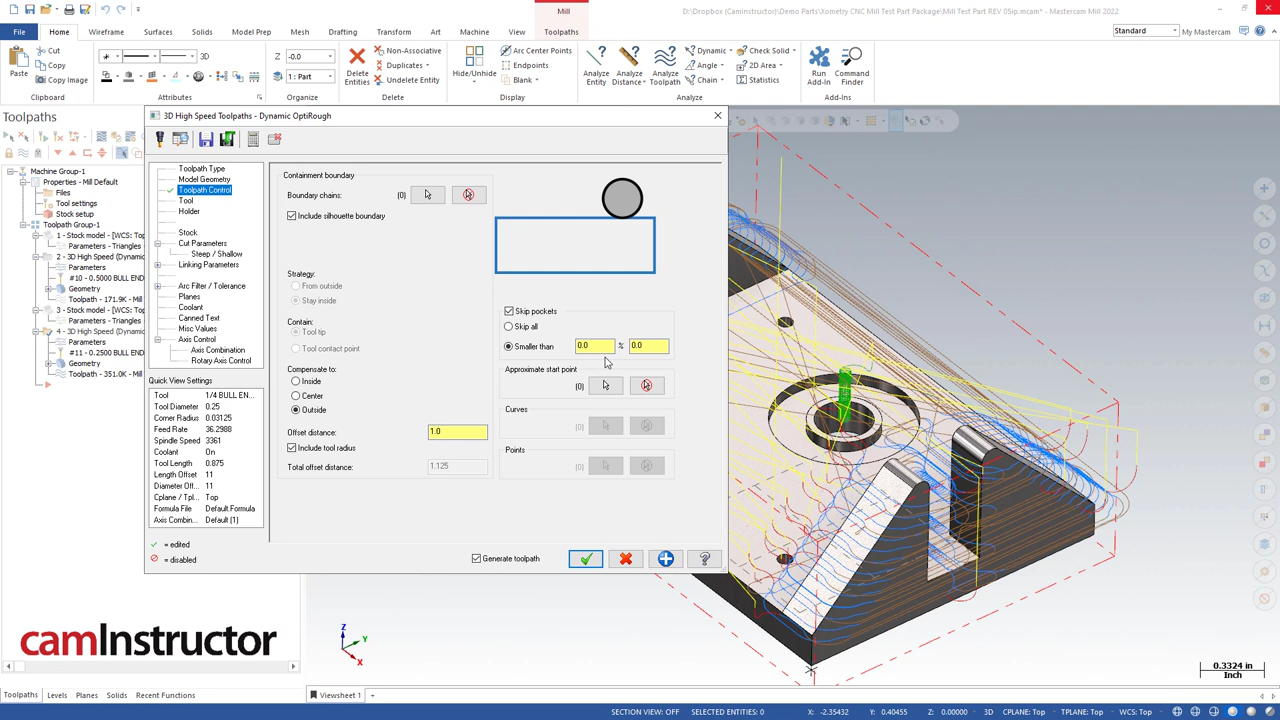 Mill
D:\Dropbox (CamInstructor)\Demo Parts\Xometry CNC Mill Test Part Package\Mill Test Part REV 05ip.mcam* - Mastercam Mill 2022
File
Home
Wireframe
Surfaces
Solids
Model Prep
Mesh
Drafting
Transform
Art
Machine
View
Toolpaths
Standard
My Mastercam
Paste
Cut
Copy
Copy Image
Clipboard
3D
Attributes
Z -0.0
1 : Part
Organize
Delete Entities
Non-Associative
Duplicates
Undelete Entity
Delete
Hide/Unhide
Arc Center Points
Endpoints
Blank
Display
Analyze Entity
Analyze Distance
Analyze Toolpath
Dynamic
Angle
Chain
Check Solid
2D Area
Statistics
Analyze
Run Add-In
Command Finder
Add-Ins
Toolpaths
Machine Group-1
Properties - Mill Default
Files
Tool settings
Stock setup
Toolpath Group-1
1 - Stock model - [WCS: Top
Parameters - Triangles
2 - 3D High Speed (Dynamic
Parameters
#10 - 0.5000 BULL END
Geometry
Toolpath - 171.9K - Mill
3 - Stock model - [WCS: Top
Parameters - Triangles
4 - 3D High Speed (Dynamic
Parameters
#11 - 0.2500 BULL END
Geometry
Toolpath - 351.0K - Mill
3D High Speed Toolpaths - Dynamic OptiRough
Toolpath Type
Model Geometry
Toolpath Control
Tool
Holder
Stock
Cut Parameters
Steep / Shallow
Linking Parameters
Arc Filter / Tolerance
Planes
Coolant
Canned Text
Misc Values
Axis Control
Axis Combination
Rotary Axis Control
Quick View Settings
Tool 1/4 BULL EN...
Tool Diameter 0.25
Corner Radius 0.03125
Feed Rate 36.2988
Spindle Speed 3361
Coolant On
Tool Length 0.875
Length Offset 11
Diameter Off... 11
Cplane / Tpl... Top
Formula File Default.Formula
Axis Combin... Default (1)
= edited
= disabled
Containment boundary
Boundary chains: (0)
Include silhouette boundary
Strategy:
From outside
Stay inside
Contain:
Tool tip
Tool contact point
Compensate to:
Inside
Center
Outside
Offset distance: 1.0
Include tool radius
Total offset distance: 1.125
Skip pockets
Skip all
Smaller than 0.0 % 0.0
Approximate start point
(0)
Curves
(0)
Points
(0)
Generate toolpath
camInstructor
Z
Y
X
0.3324 in
Inch
Toolpaths
Levels
Planes
Solids
Recent Functions
Viewsheet 1
SECTION VIEW: OFF
SELECTED ENTITIES: 0
X: -2.35432
Y: 0.40455
Z: 0.00000
3D
CPLANE: Top
TPLANE: Top
WCS: Top